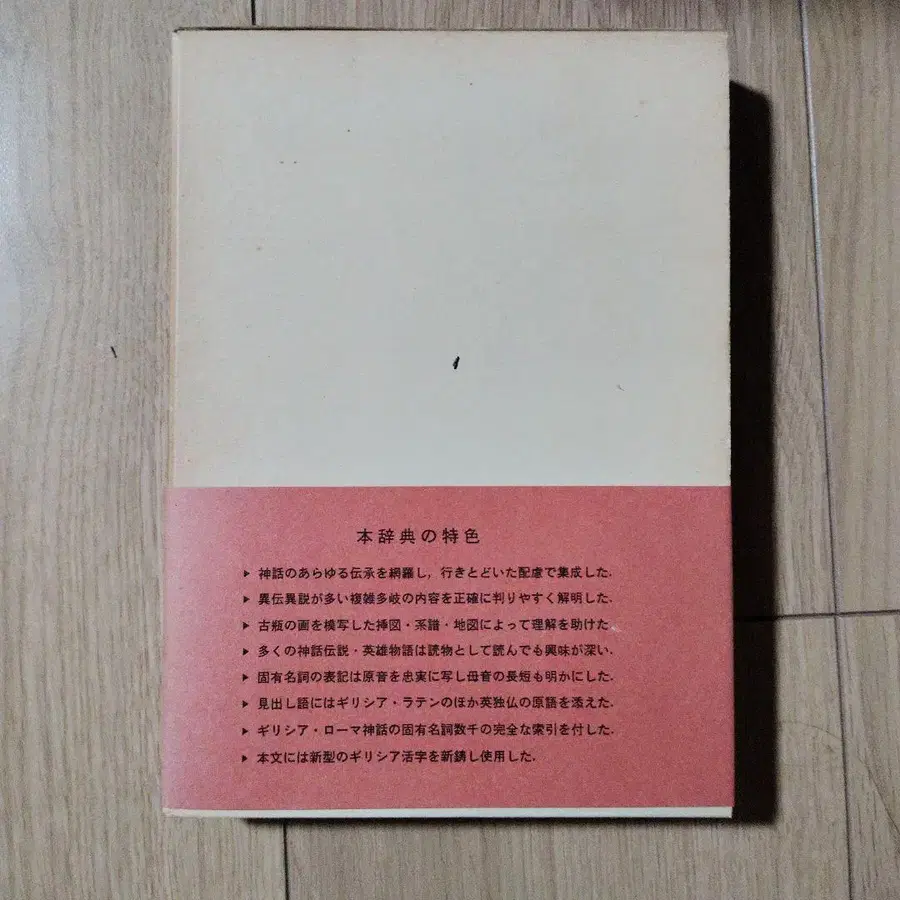 本辞典の特色
▶ 神話のあらゆる伝承を網羅し，行きとどいた配慮で集成した.
▶ 異伝異説が多い複雑多岐の内容を正確に判りやすく解明した.
▶ 古瓶の画を模写した挿図・系譜・地図によって理解を助けた.
▶ 多くの神話伝説・英雄物語は読物として読んでも興味が深い.
▶ 固有名詞の表記は原音を忠実に写し母音の長短も明かにした.
▶ 見出し語にはギリシア・ラテンのほか英独仏の原語を添えた.
▶ ギリシア・ローマ神話の固有名詞数千の完全な索引を付した.
▶ 本文には新型のギリシア活字を新鋳し使用した.